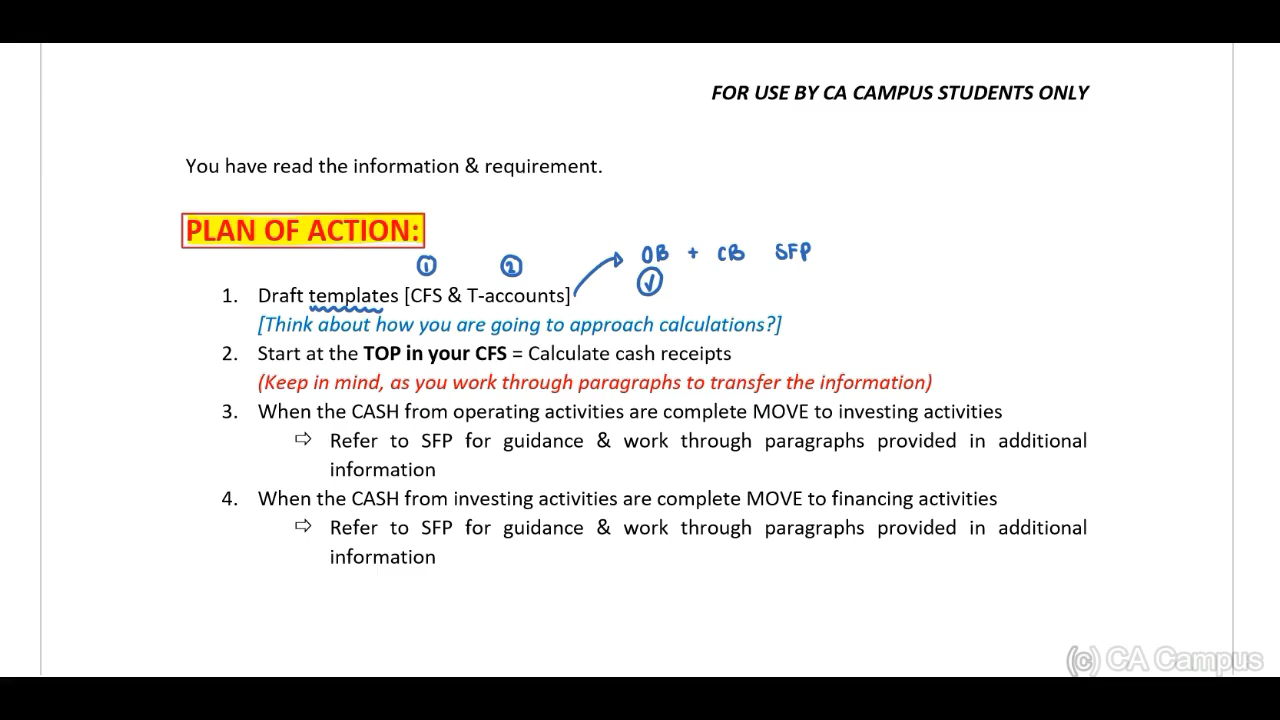 FOR USE BY CA CAMPUS STUDENTS ONLY
You have read the information & requirement.
PLAN OF ACTION:
OB + CB SFP
① ②
✓
1. Draft templates [CFS & T-accounts]
[Think about how you are going to approach calculations?]
2. Start at the TOP in your CFS = Calculate cash receipts
(Keep in mind, as you work through paragraphs to transfer the information)
3. When the CASH from operating activities are complete MOVE to investing activities
⇨ Refer to SFP for guidance & work through paragraphs provided in additional
information
4. When the CASH from investing activities are complete MOVE to financing activities
⇨ Refer to SFP for guidance & work through paragraphs provided in additional
information
(c) CA Campus